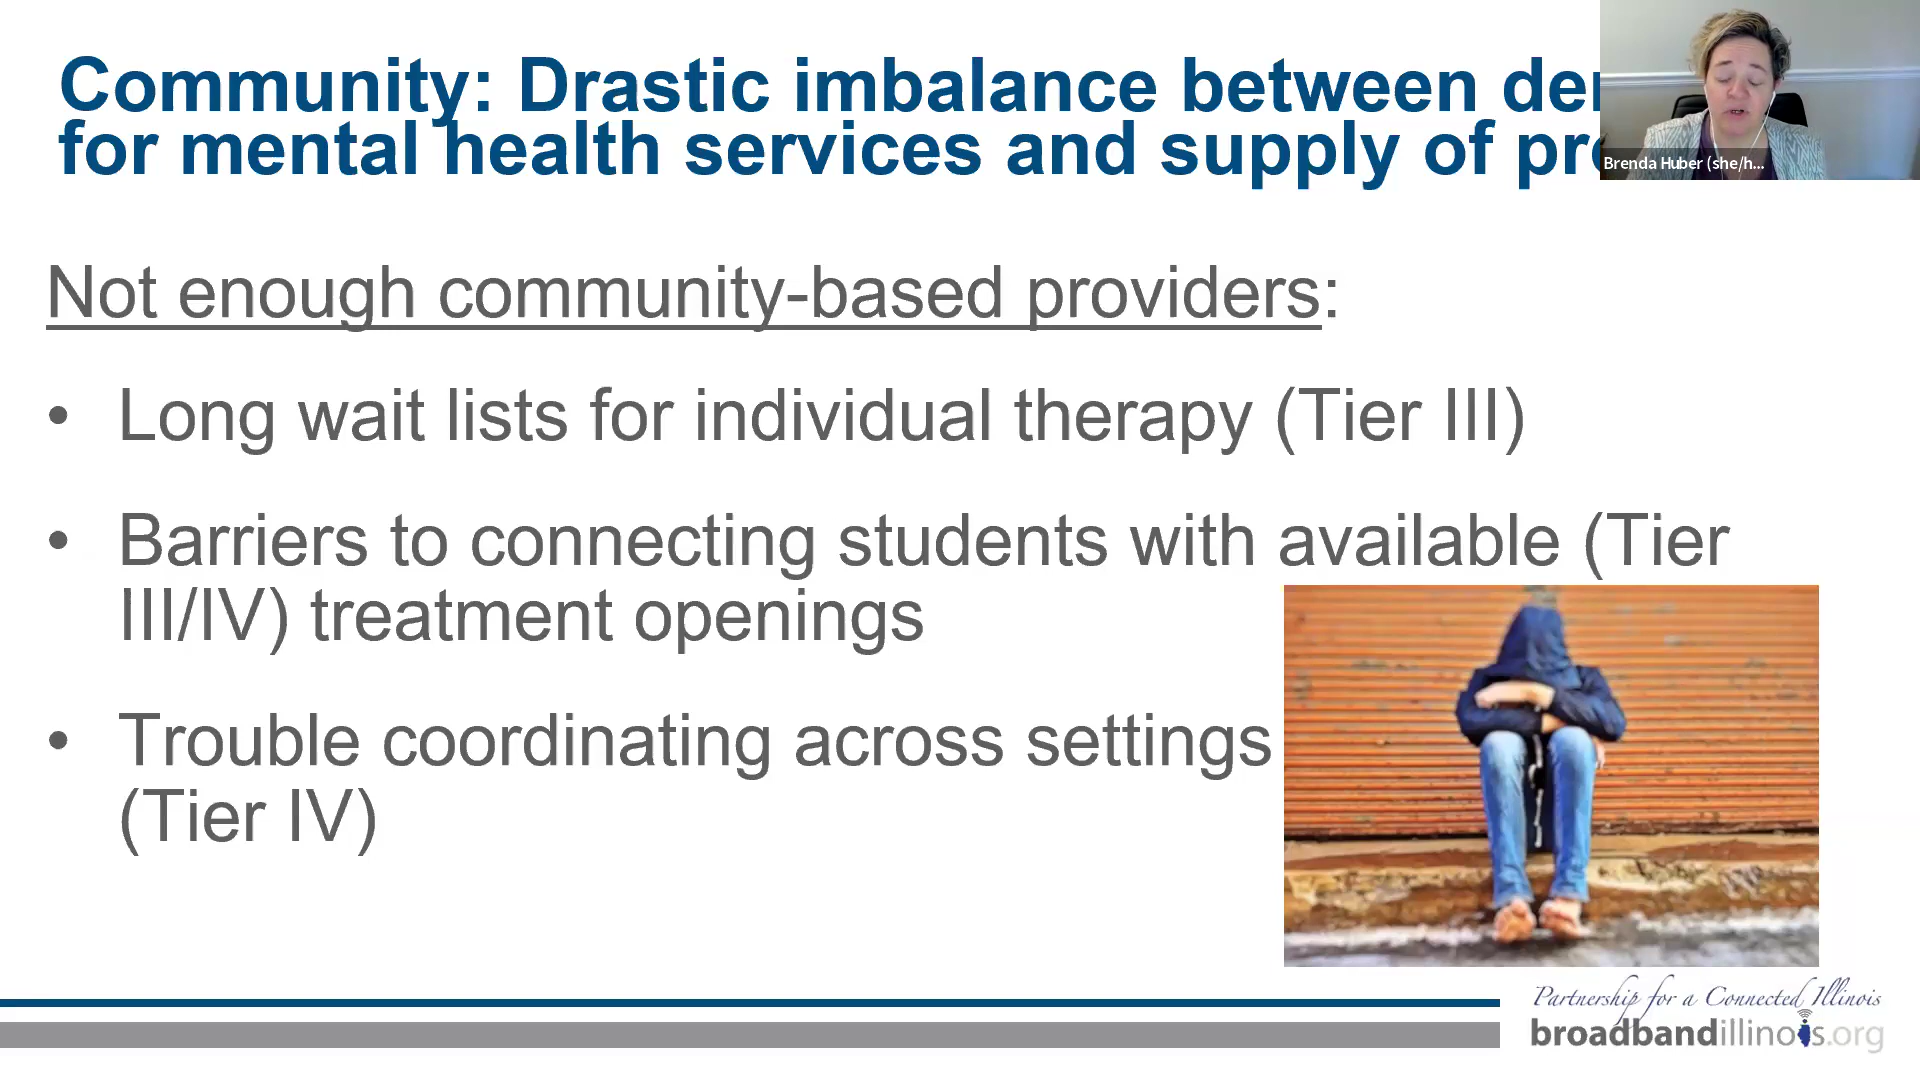 Community: Drastic imbalance between
for mental health services and supply of
Brenda Huber (she/h...
Not enough community-based providers:
• Long wait lists for individual therapy (Tier III)
• Barriers to connecting students with available (Tier
III/IV) treatment openings
• Trouble coordinating across settings
(Tier IV)
Partnership for a Connected Illinois
broadbandillinois.org